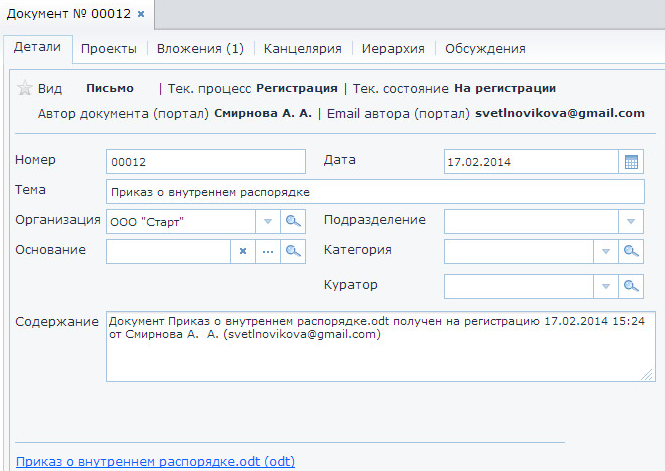 Документ № 00012 ×
Детали Проекты Вложения (1) Канцелярия Иерархия Обсуждения
Вид Письмо | Тек. процесс Регистрация | Тек. состояние На регистрации
Автор документа (портал) Смирнова А. А. | Email автора (портал) svetlnovikova@gmail.com
Номер 00012 Дата 17.02.2014
Тема Приказ о внутреннем распорядке
Организация ООО "Старт" Подразделение
Основание × ... Категория
Куратор
Содержание Документ Приказ о внутреннем распорядке.odt получен на регистрацию 17.02.2014 15:24
от Смирнова А. А. (svetlnovikova@gmail.com)
Приказ о внутреннем распорядке.odt (odt)